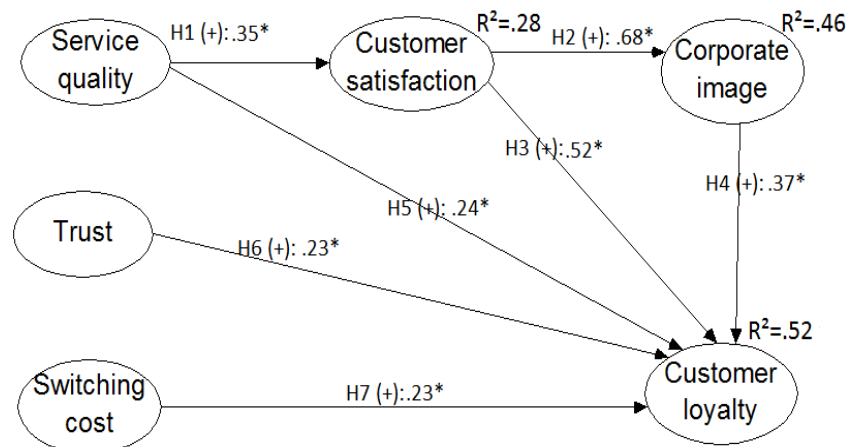 Service
quality
H1 (+): .35*
Customer
satisfaction
R²=.28
H2 (+): .68*
Corporate
image
R²=.46
H3 (+): .52*
H4 (+): .37*
H5 (+): .24*
Trust
H6 (+): .23*
R²=.52
Switching
cost
H7 (+):.23*
Customer
loyalty